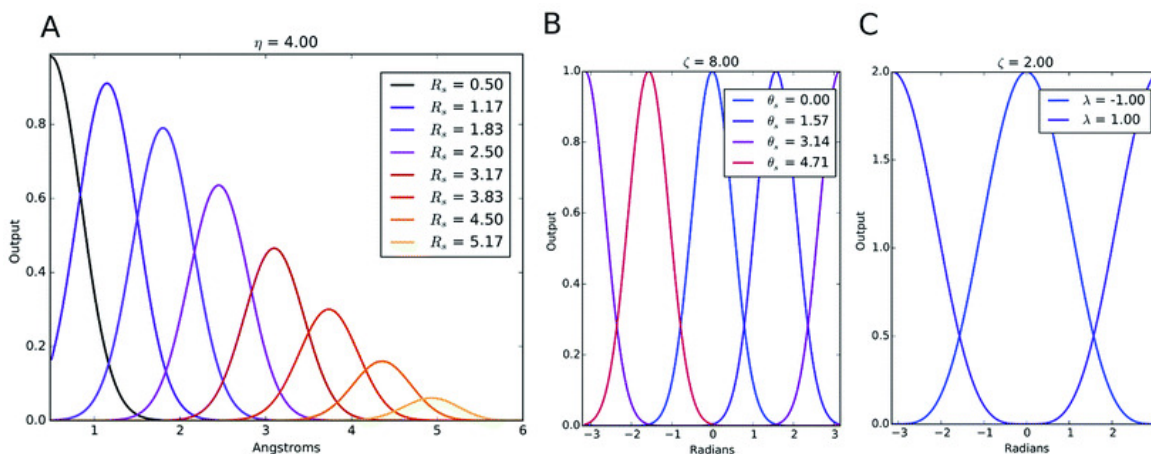 A
η = 4.00
0.8
0.6
0.4
0.2
0.0
Output
1
2
3
4
5
6
Angstroms
R_s = 0.50
R_s = 1.17
R_s = 1.83
R_s = 2.50
R_s = 3.17
R_s = 3.83
R_s = 4.50
R_s = 5.17
B
ζ = 8.00
1.0
0.8
0.6
0.4
0.2
0.0
Output
−3
−2
−1
0
1
2
3
Radians
θ_s = 0.00
θ_s = 1.57
θ_s = 3.14
θ_s = 4.71
C
ζ = 2.00
2.0
1.5
1.0
0.5
0.0
Output
−3
−2
−1
0
1
2
Radians
λ = -1.00
λ = 1.00